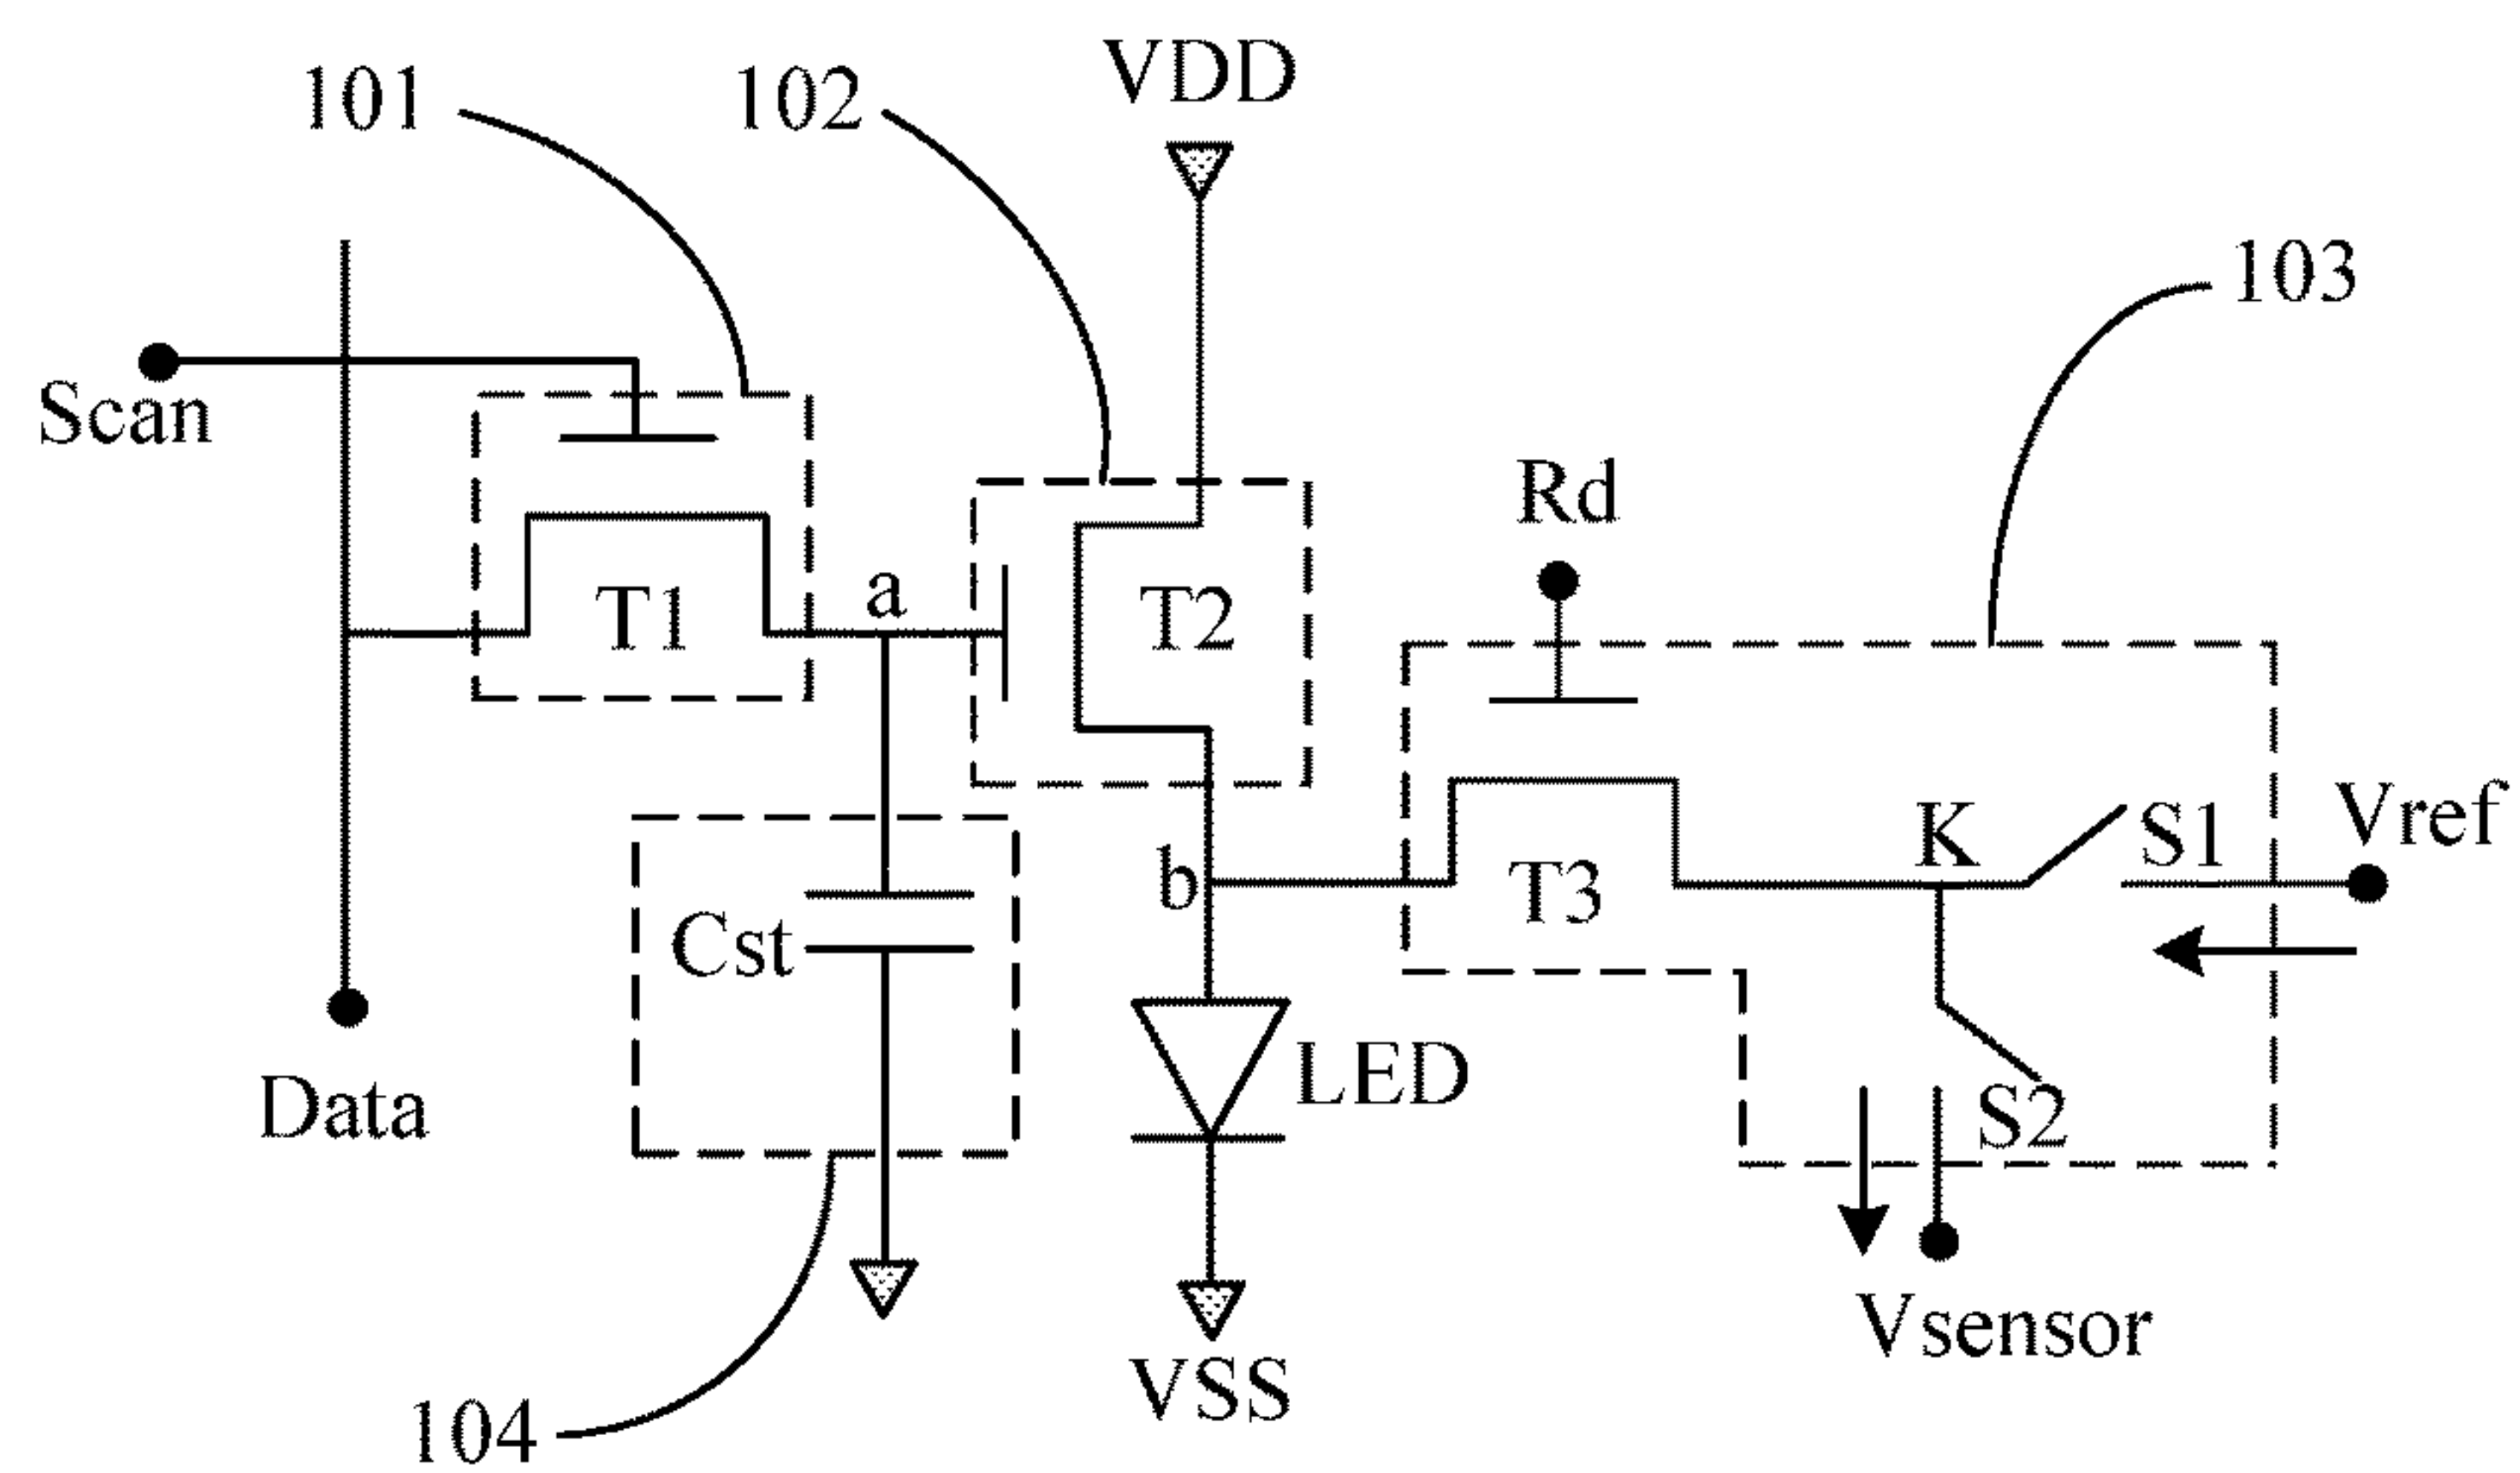 VDD
101
102
103
Scan
Rd
a
T1
T2
K
S1
Vref
b
T3
Cst
LED
Data
S2
Vsensor
VSS
104